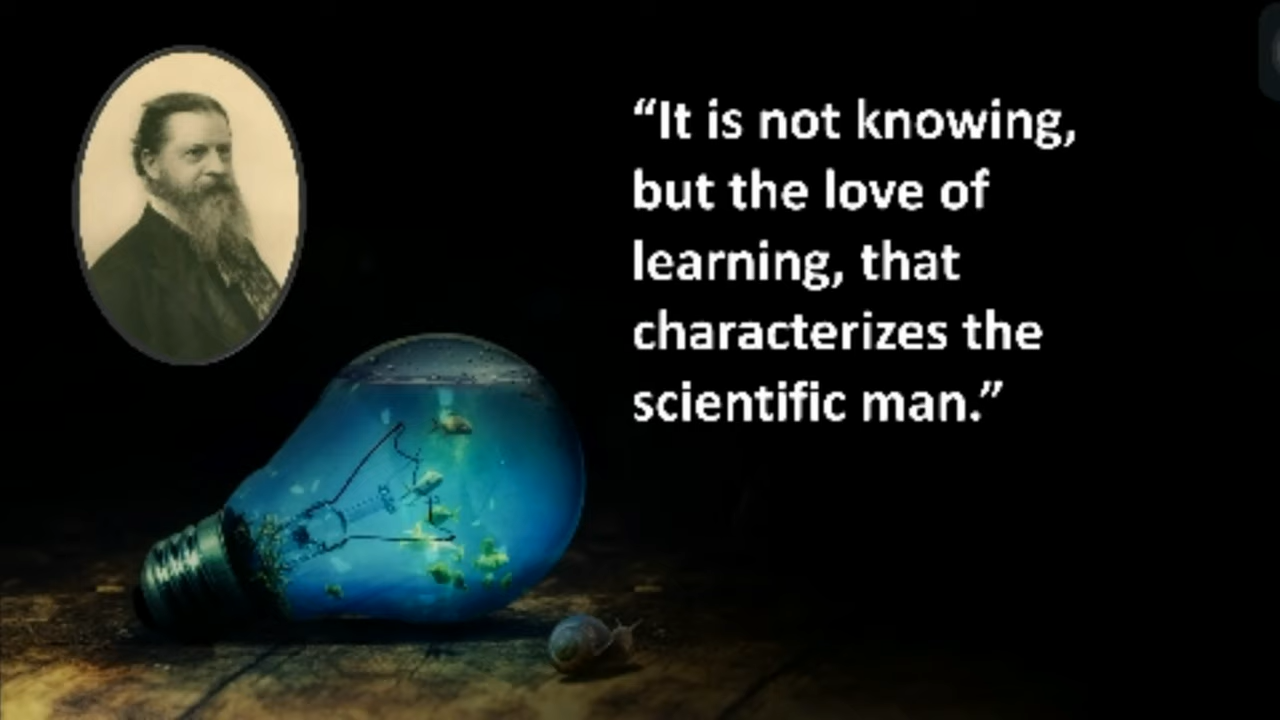 “It is not knowing,
but the love of
learning, that
characterizes the
scientific man.”